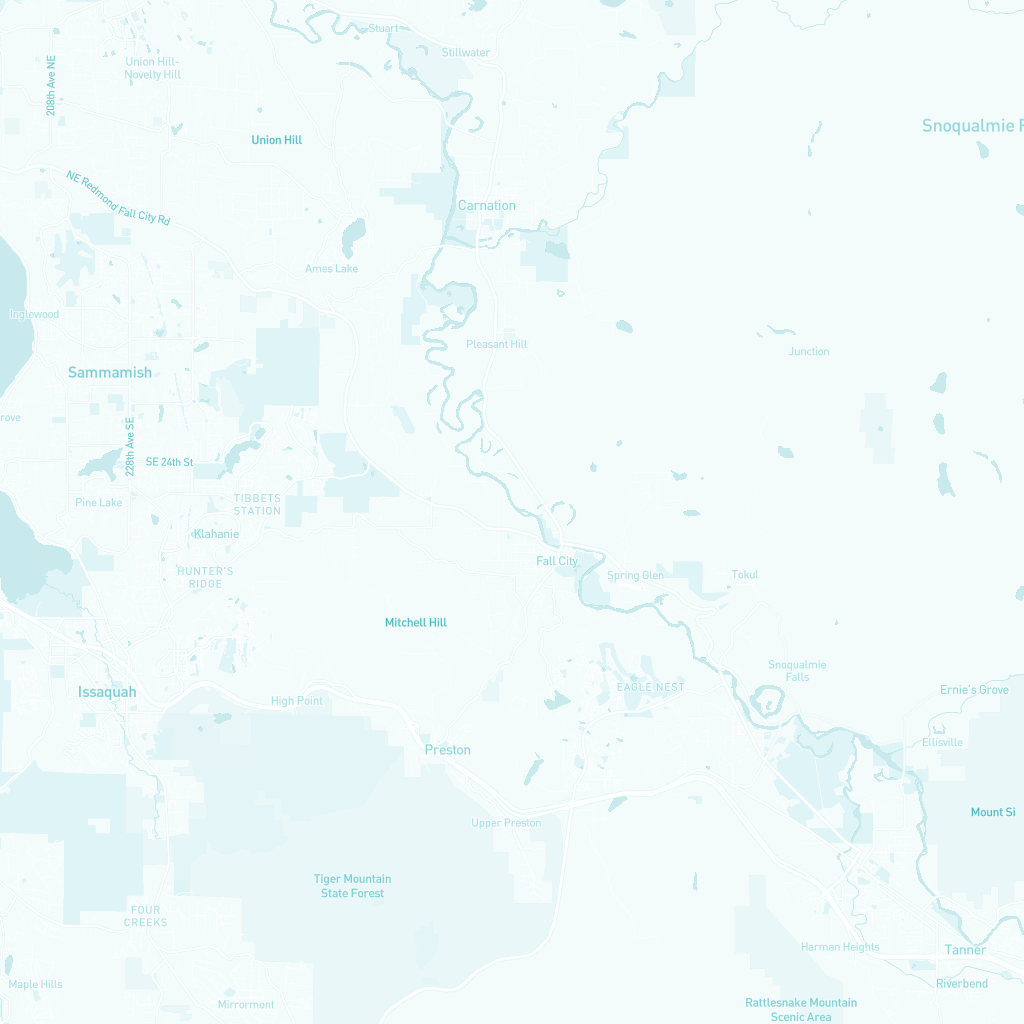 Stuart
Stillwater
Union Hill-
Novelty Hill
208th Ave NE
Union Hill
Snoqualmie F
NE Redmond Fall City Rd
Carnation
Ames Lake
Inglewood
Pleasant Hill
Junction
Sammamish
rove
228th Ave SE
SE 24th St
Pine Lake
TIBBETS
STATION
Klahanie
Fall City
HUNTER'S
RIDGE
Spring Glen
Tokul
Mitchell Hill
Snoqualmie
Falls
Issaquah
High Point
EAGLE NEST
Ernie's Grove
Preston
Ellisville
Upper Preston
Mount Si
Tiger Mountain
State Forest
FOUR
CREEKS
Harman Heights
Tanner
Maple Hills
Mirrormont
Riverbend
Rattlesnake Mountain
Scenic Area